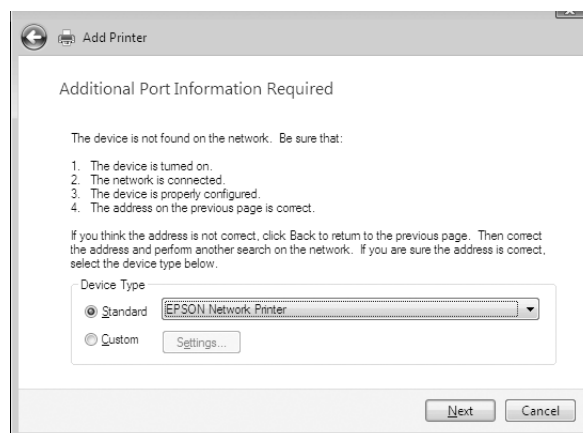 Add Printer
Additional Port Information Required
The device is not found on the network. Be sure that:
1. The device is turned on.
2. The network is connected.
3. The device is properly configured.
4. The address on the previous page is correct.
If you think the address is not correct, click Back to return to the previous page. Then correct
the address and perform another search on the network. If you are sure the address is correct,
select the device type below.
Device Type
Standard EPSON Network Printer
Custom Settings...
Next Cancel